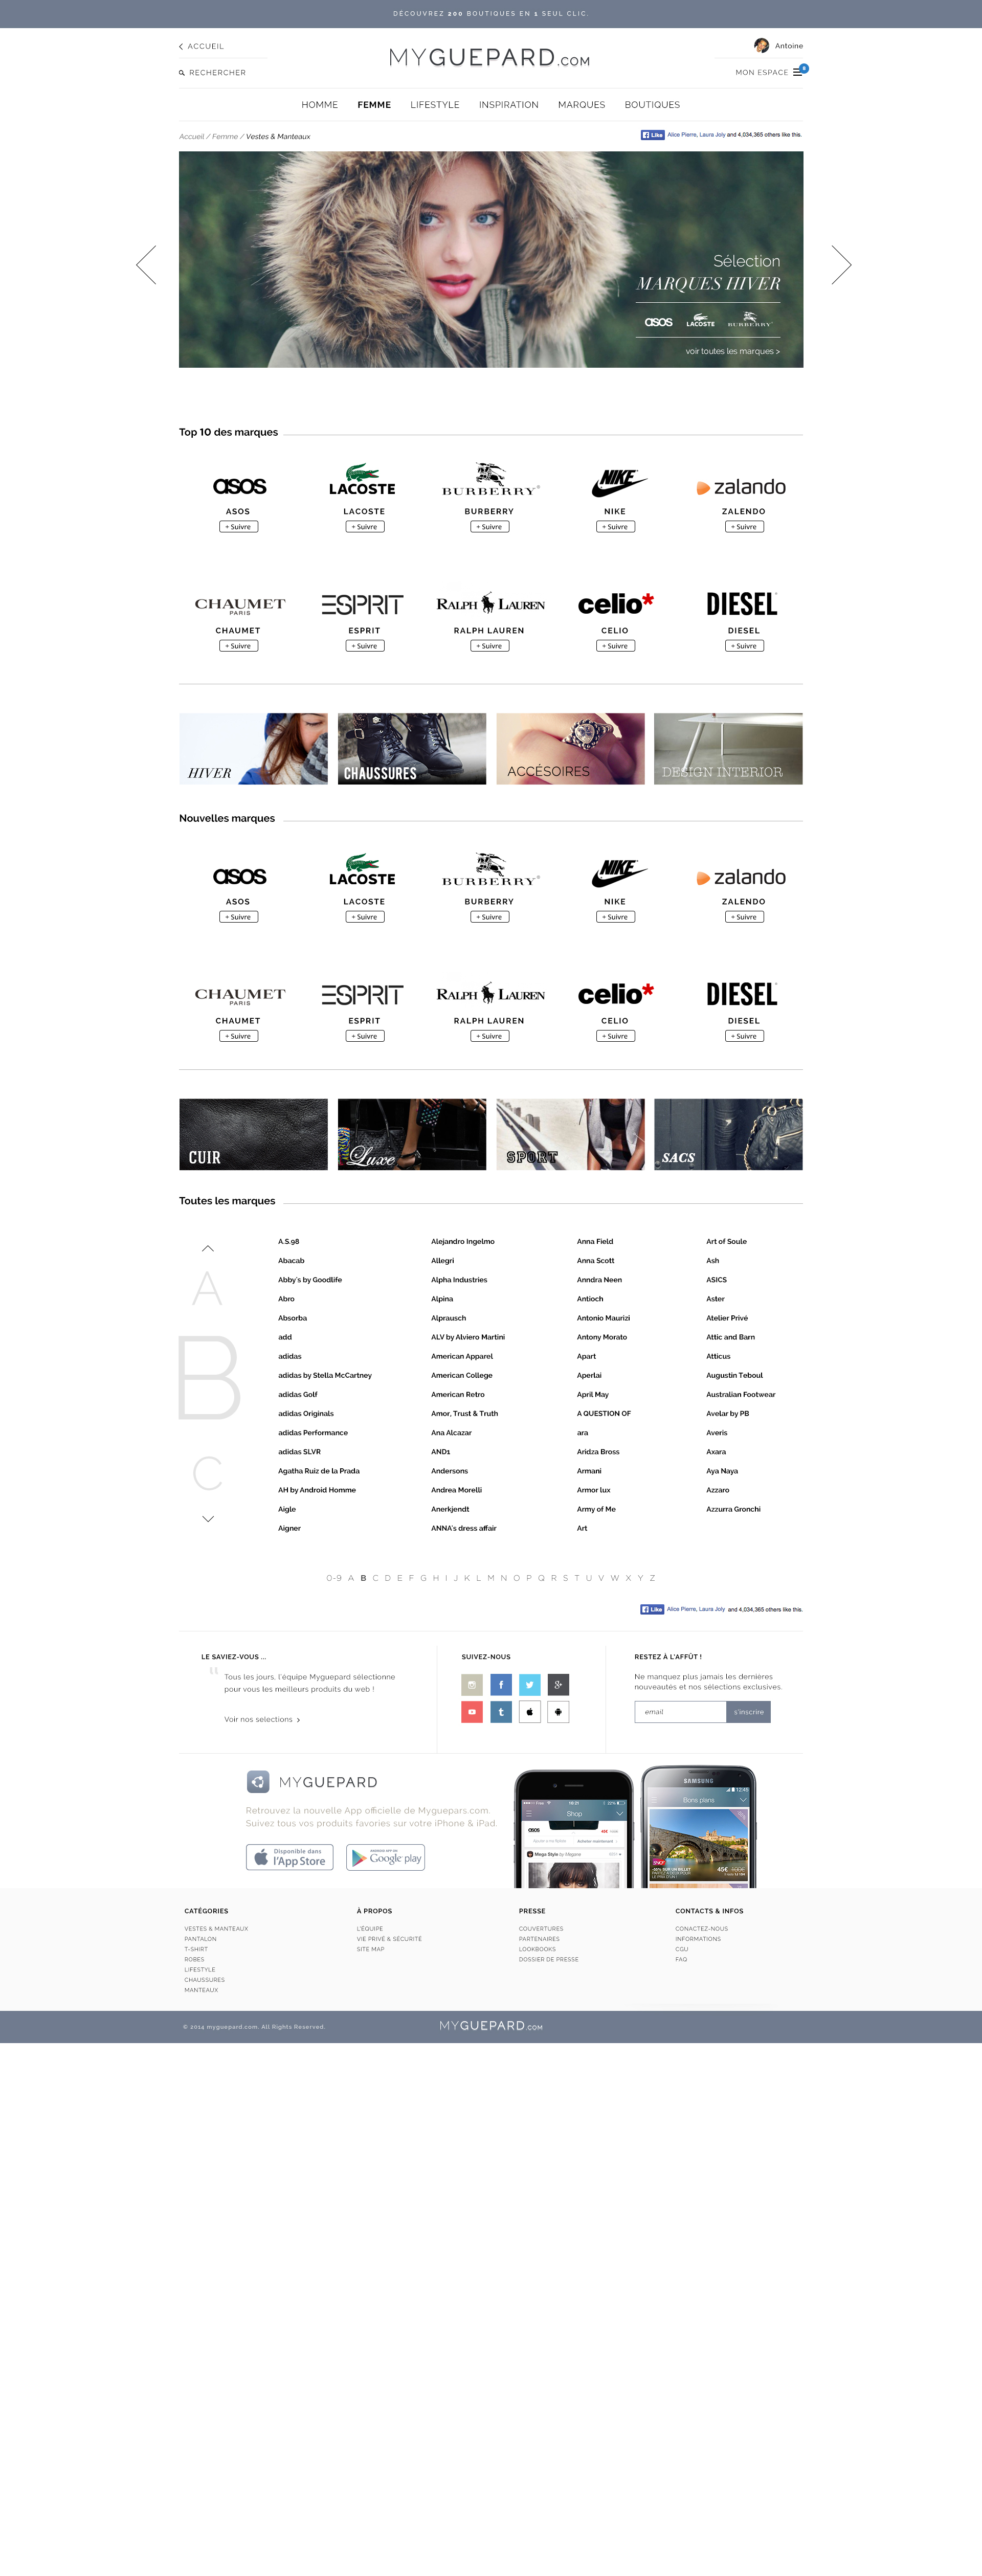 DÉCOUVREZ 200 BOUTIQUES EN 1 SEUL CLIC.
ACCUEIL
MYGUEPARD.COM
Antoine
RECHERCHER
MON ESPACE
HOMME FEMME LIFESTYLE INSPIRATION MARQUES BOUTIQUES
Accueil / Femme / Vestes & Manteaux
Like Alice Pierre, Laura Joly and 4,034,365 others like this.
Sélection
MARQUES HIVER
asos LACOSTE BURBERRY
voir toutes les marques >
Top 10 des marques
asos LACOSTE BURBERRY® NIKE zalando
ASOS LACOSTE BURBERRY NIKE ZALENDO
+ Suivre + Suivre + Suivre + Suivre + Suivre
CHAUMET PARIS ESPRIT RALPH LAUREN celio* DIESEL
CHAUMET ESPRIT RALPH LAUREN CELIO DIESEL
+ Suivre + Suivre + Suivre + Suivre + Suivre
HIVER CHAUSSURES ACCÉSOIRES DESIGN INTERIOR
Nouvelles marques
asos LACOSTE BURBERRY® NIKE zalando
ASOS LACOSTE BURBERRY NIKE ZALENDO
+ Suivre + Suivre + Suivre + Suivre + Suivre
CHAUMET PARIS ESPRIT RALPH LAUREN celio* DIESEL
CHAUMET ESPRIT RALPH LAUREN CELIO DIESEL
+ Suivre + Suivre + Suivre + Suivre + Suivre
CUIR Luxe SPORT SACS
Toutes les marques
A
B
C
A.S.98 Alejandro Ingelmo Anna Field Art of Soule
Abacab Allegri Anna Scott Ash
Abby's by Goodlife Alpha Industries Anndra Neen ASICS
Abro Alpina Antioch Aster
Absorba Alprausch Antonio Maurizi Atelier Privé
add ALV by Alviero Martini Antony Morato Attic and Barn
adidas American Apparel Apart Atticus
adidas by Stella McCartney American College Aperlai Augustin Teboul
adidas Golf American Retro April May Australian Footwear
adidas Originals Amor, Trust & Truth A QUESTION OF Avelar by PB
adidas Performance Ana Alcazar ara Averis
adidas SLVR AND1 Aridza Bross Axara
Agatha Ruiz de la Prada Andersons Armani Aya Naya
AH by Android Homme Andrea Morelli Armor lux Azzaro
Aigle Anerkjendt Army of Me Azzurra Gronchi
Aigner ANNA's dress affair Art
0-9 A B C D E F G H I J K L M N O P Q R S T U V W X Y Z
Like Alice Pierre, Laura Joly and 4,034,365 others like this.
LE SAVIEZ-VOUS ...
Tous les jours, l'équipe Myguepard sélectionne
pour vous les meilleurs produits du web !
Voir nos selections
SUIVEZ-NOUS
RESTEZ À L'AFFÛT !
Ne manquez plus jamais les dernières
nouveautés et nos sélections exclusives.
email s'inscrire
MYGUEPARD
Retrouvez la nouvelle App officielle de Myguepars.com.
Suivez tous vos produits favories sur votre iPhone & iPad.
Disponible dans
l'App Store
ANDROID APP ON
Google play
Shop
asos
Acheter maintenant
Mega Style by Megane
SAMSUNG
12:45
Bons plans
45€
CATÉGORIES
VESTES & MANTEAUX
PANTALON
T-SHIRT
ROBES
LIFESTYLE
CHAUSSURES
MANTEAUX
À PROPOS
L'ÉQUIPE
VIE PRIVÉ & SÉCURITÉ
SITE MAP
PRESSE
COUVERTURES
PARTENAIRES
LOOKBOOKS
DOSSIER DE PRESSE
CONTACTS & INFOS
CONACTEZ-NOUS
INFORMATIONS
CGU
FAQ
© 2014 myguepard.com. All Rights Reserved.
MYGUEPARD.COM